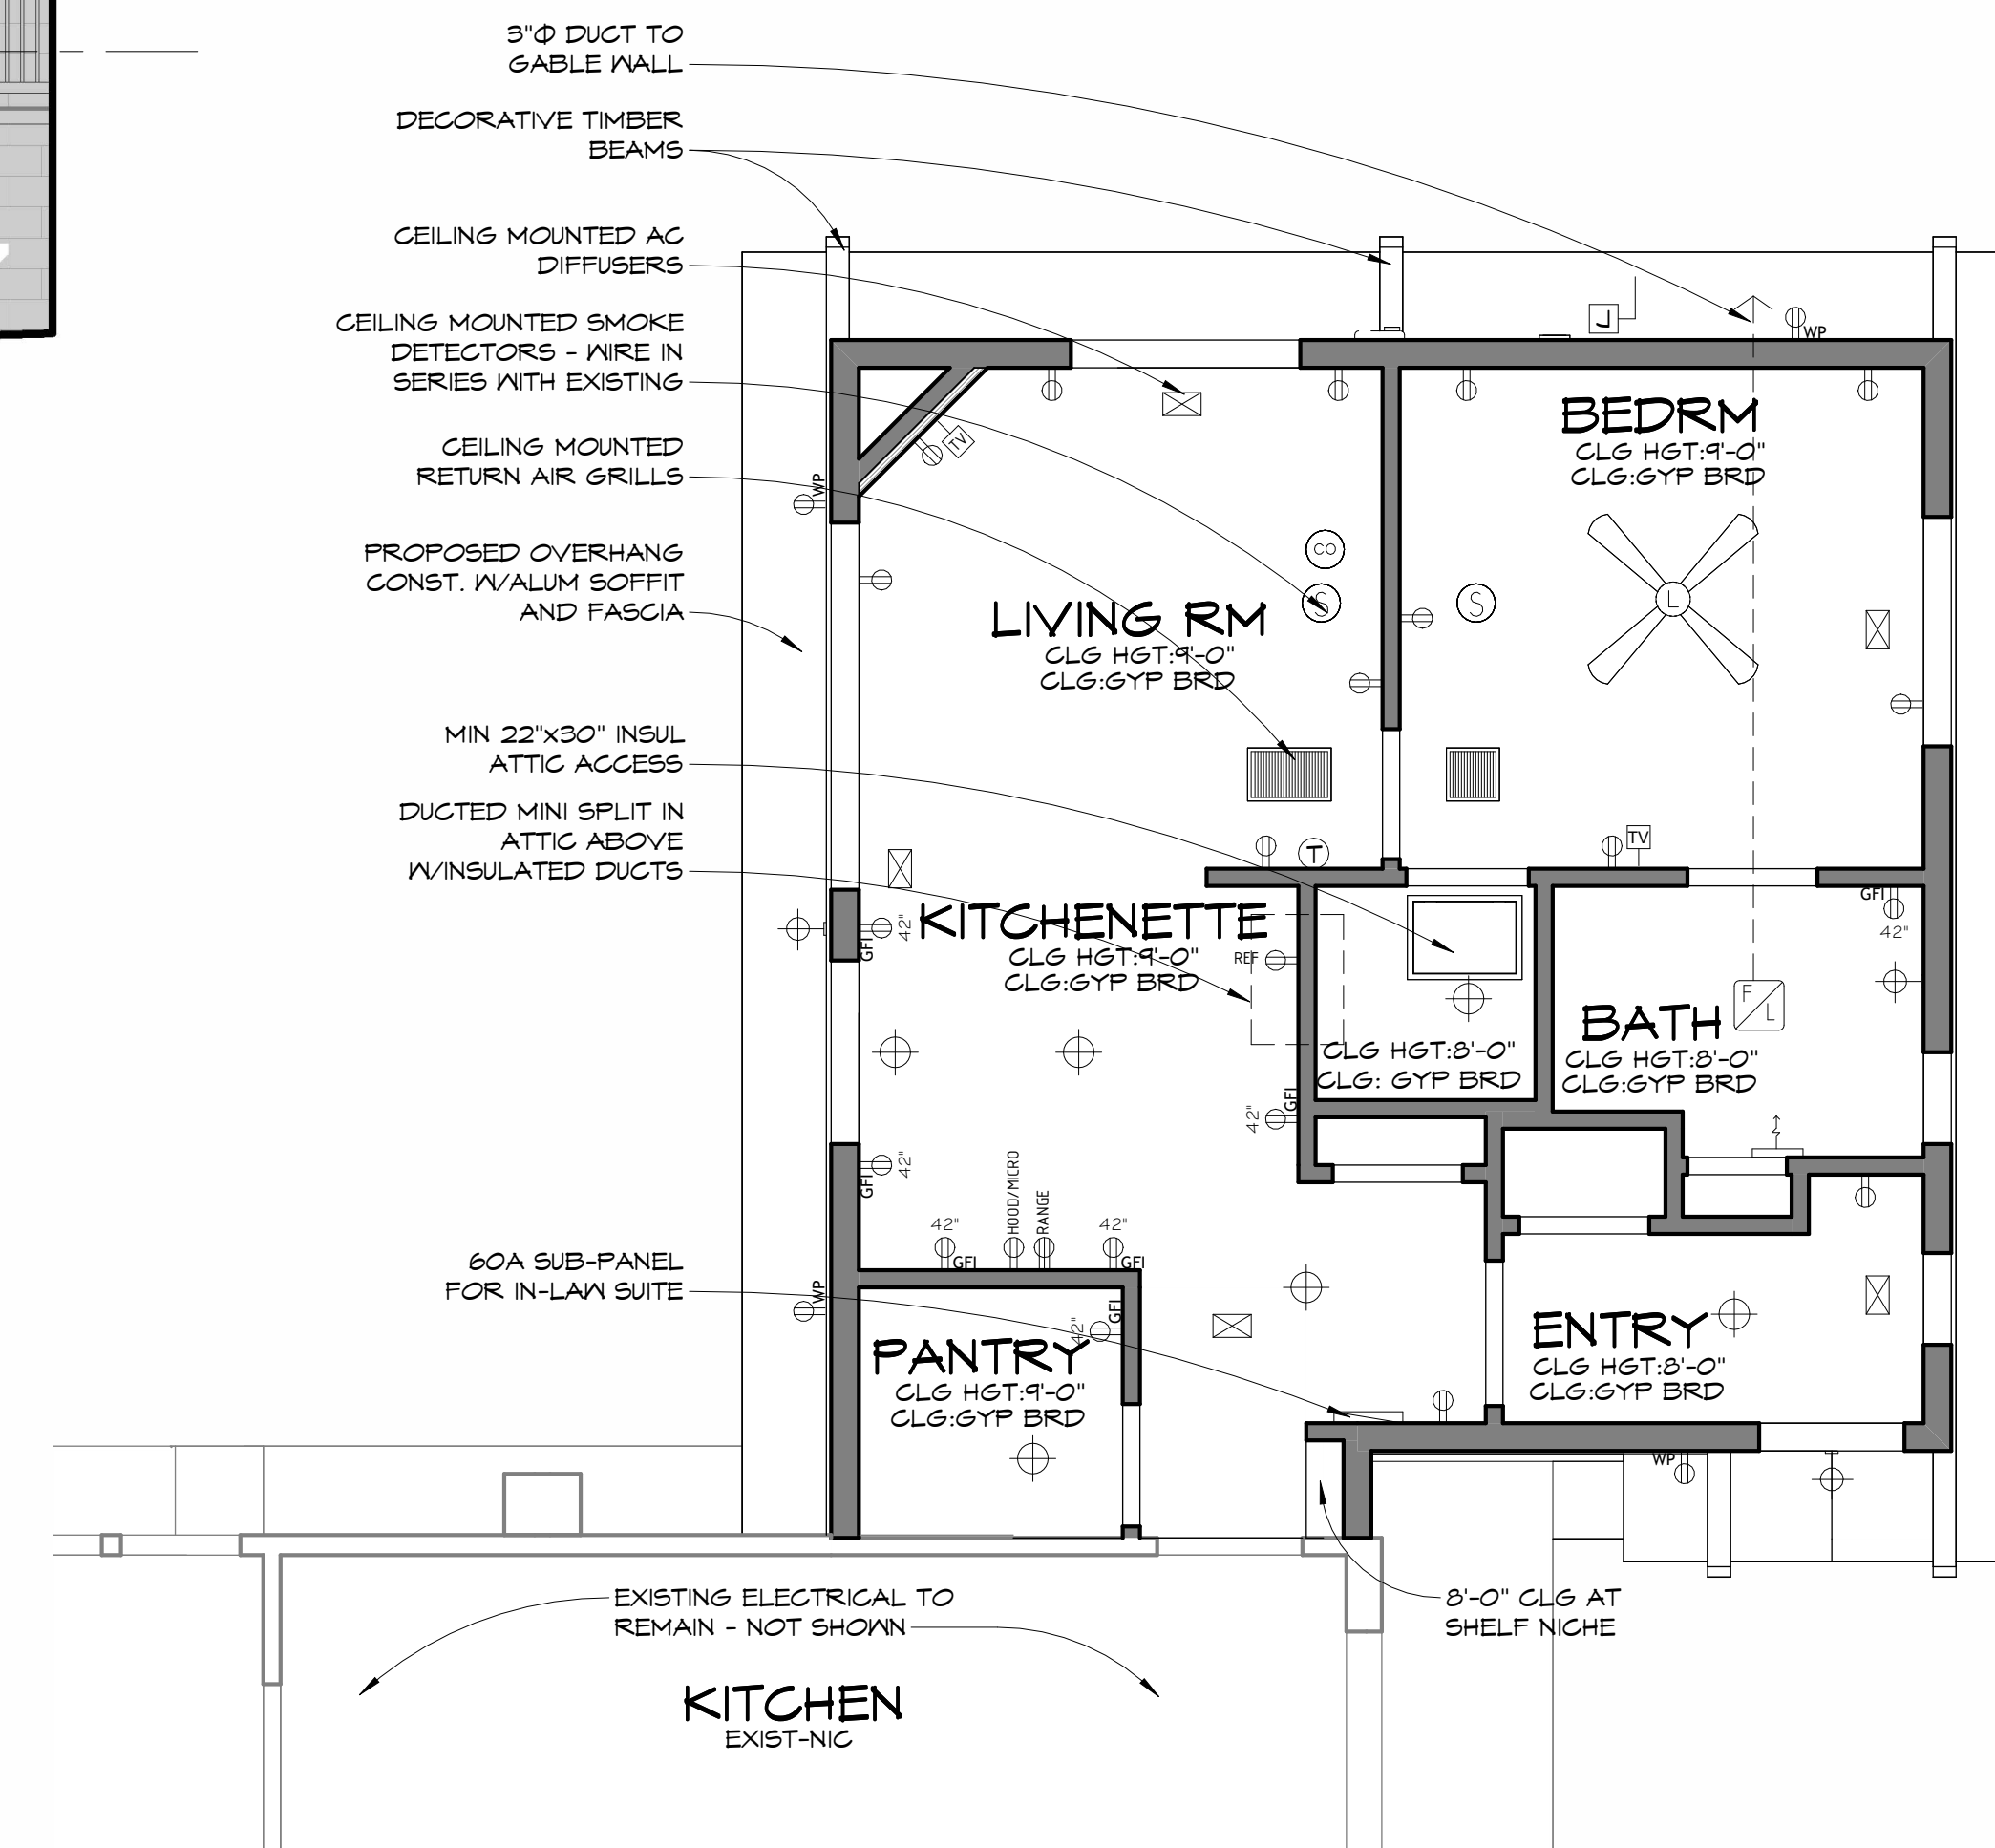 3"Φ DUCT TO
GABLE WALL
DECORATIVE TIMBER
BEAMS
CEILING MOUNTED AC
DIFFUSERS
CEILING MOUNTED SMOKE
DETECTORS - WIRE IN
SERIES WITH EXISTING
CEILING MOUNTED
RETURN AIR GRILLS
PROPOSED OVERHANG
CONST. W/ALUM SOFFIT
AND FASCIA
MIN 22"x30" INSUL
ATTIC ACCESS
DUCTED MINI SPLIT IN
ATTIC ABOVE
W/INSULATED DUCTS
60A SUB-PANEL
FOR IN-LAW SUITE
J
WP
BEDRM
CLG HGT:9'-0"
CLG:GYP BRD
TV
WP
CO
S
S
L
LIVING RM
CLG HGT:9'-0"
CLG:GYP BRD
T
TV
GFI
42"
KITCHENETTE
CLG HGT:9'-0"
CLG:GYP BRD
GFI
42"
REF
CLG HGT:8'-0"
CLG: GYP BRD
F
L
BATH
CLG HGT:8'-0"
CLG:GYP BRD
GFI
42"
GFI
42"
42"
GFI
HOOD/MICRO
RANGE
42"
GFI
WP
GFI
42"
PANTRY
CLG HGT:9'-0"
CLG:GYP BRD
ENTRY
CLG HGT:8'-0"
CLG:GYP BRD
WP
EXISTING ELECTRICAL TO
REMAIN - NOT SHOWN
8'-0" CLG AT
SHELF NICHE
KITCHEN
EXIST-NIC